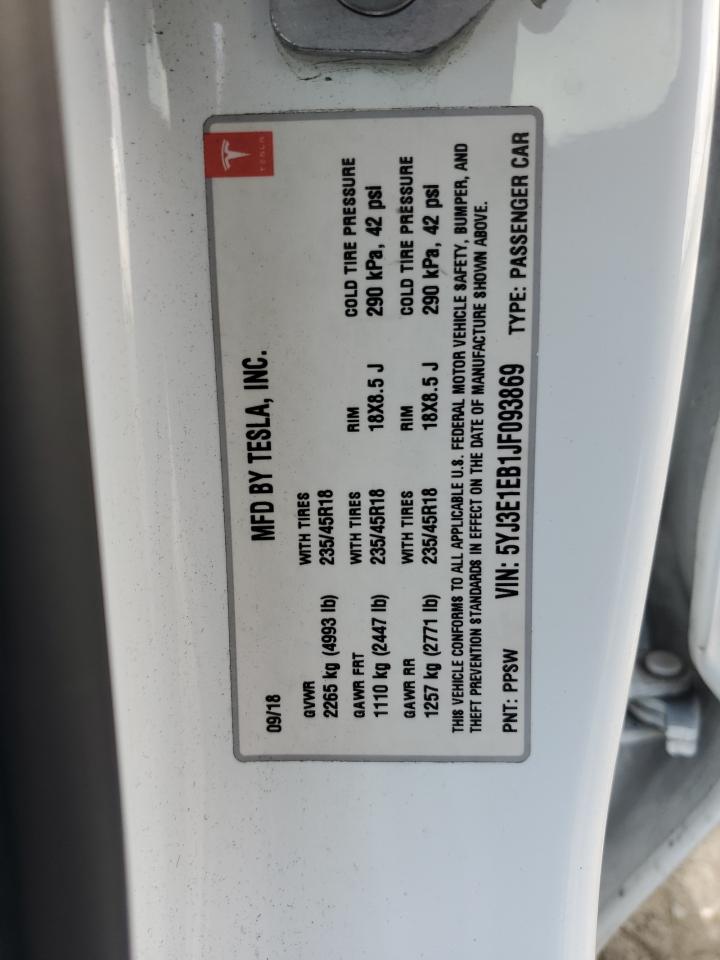 TESLA
09/18 MFD BY TESLA, INC.
GVWR WITH TIRES
2265 kg (4993 lb) 235/45R18
GAWR FRT WITH TIRES RIM COLD TIRE PRESSURE
1110 kg (2447 lb) 235/45R18 18X8.5 J 290 kPa, 42 psi
GAWR RR WITH TIRES RIM COLD TIRE PRESSURE
1257 kg (2771 lb) 235/45R18 18X8.5 J 290 kPa, 42 psi
THIS VEHICLE CONFORMS TO ALL APPLICABLE U.S. FEDERAL MOTOR VEHICLE SAFETY, BUMPER, AND
THEFT PREVENTION STANDARDS IN EFFECT ON THE DATE OF MANUFACTURE SHOWN ABOVE.
PNT: PPSW VIN: 5YJ3E1EB1JF093869 TYPE: PASSENGER CAR